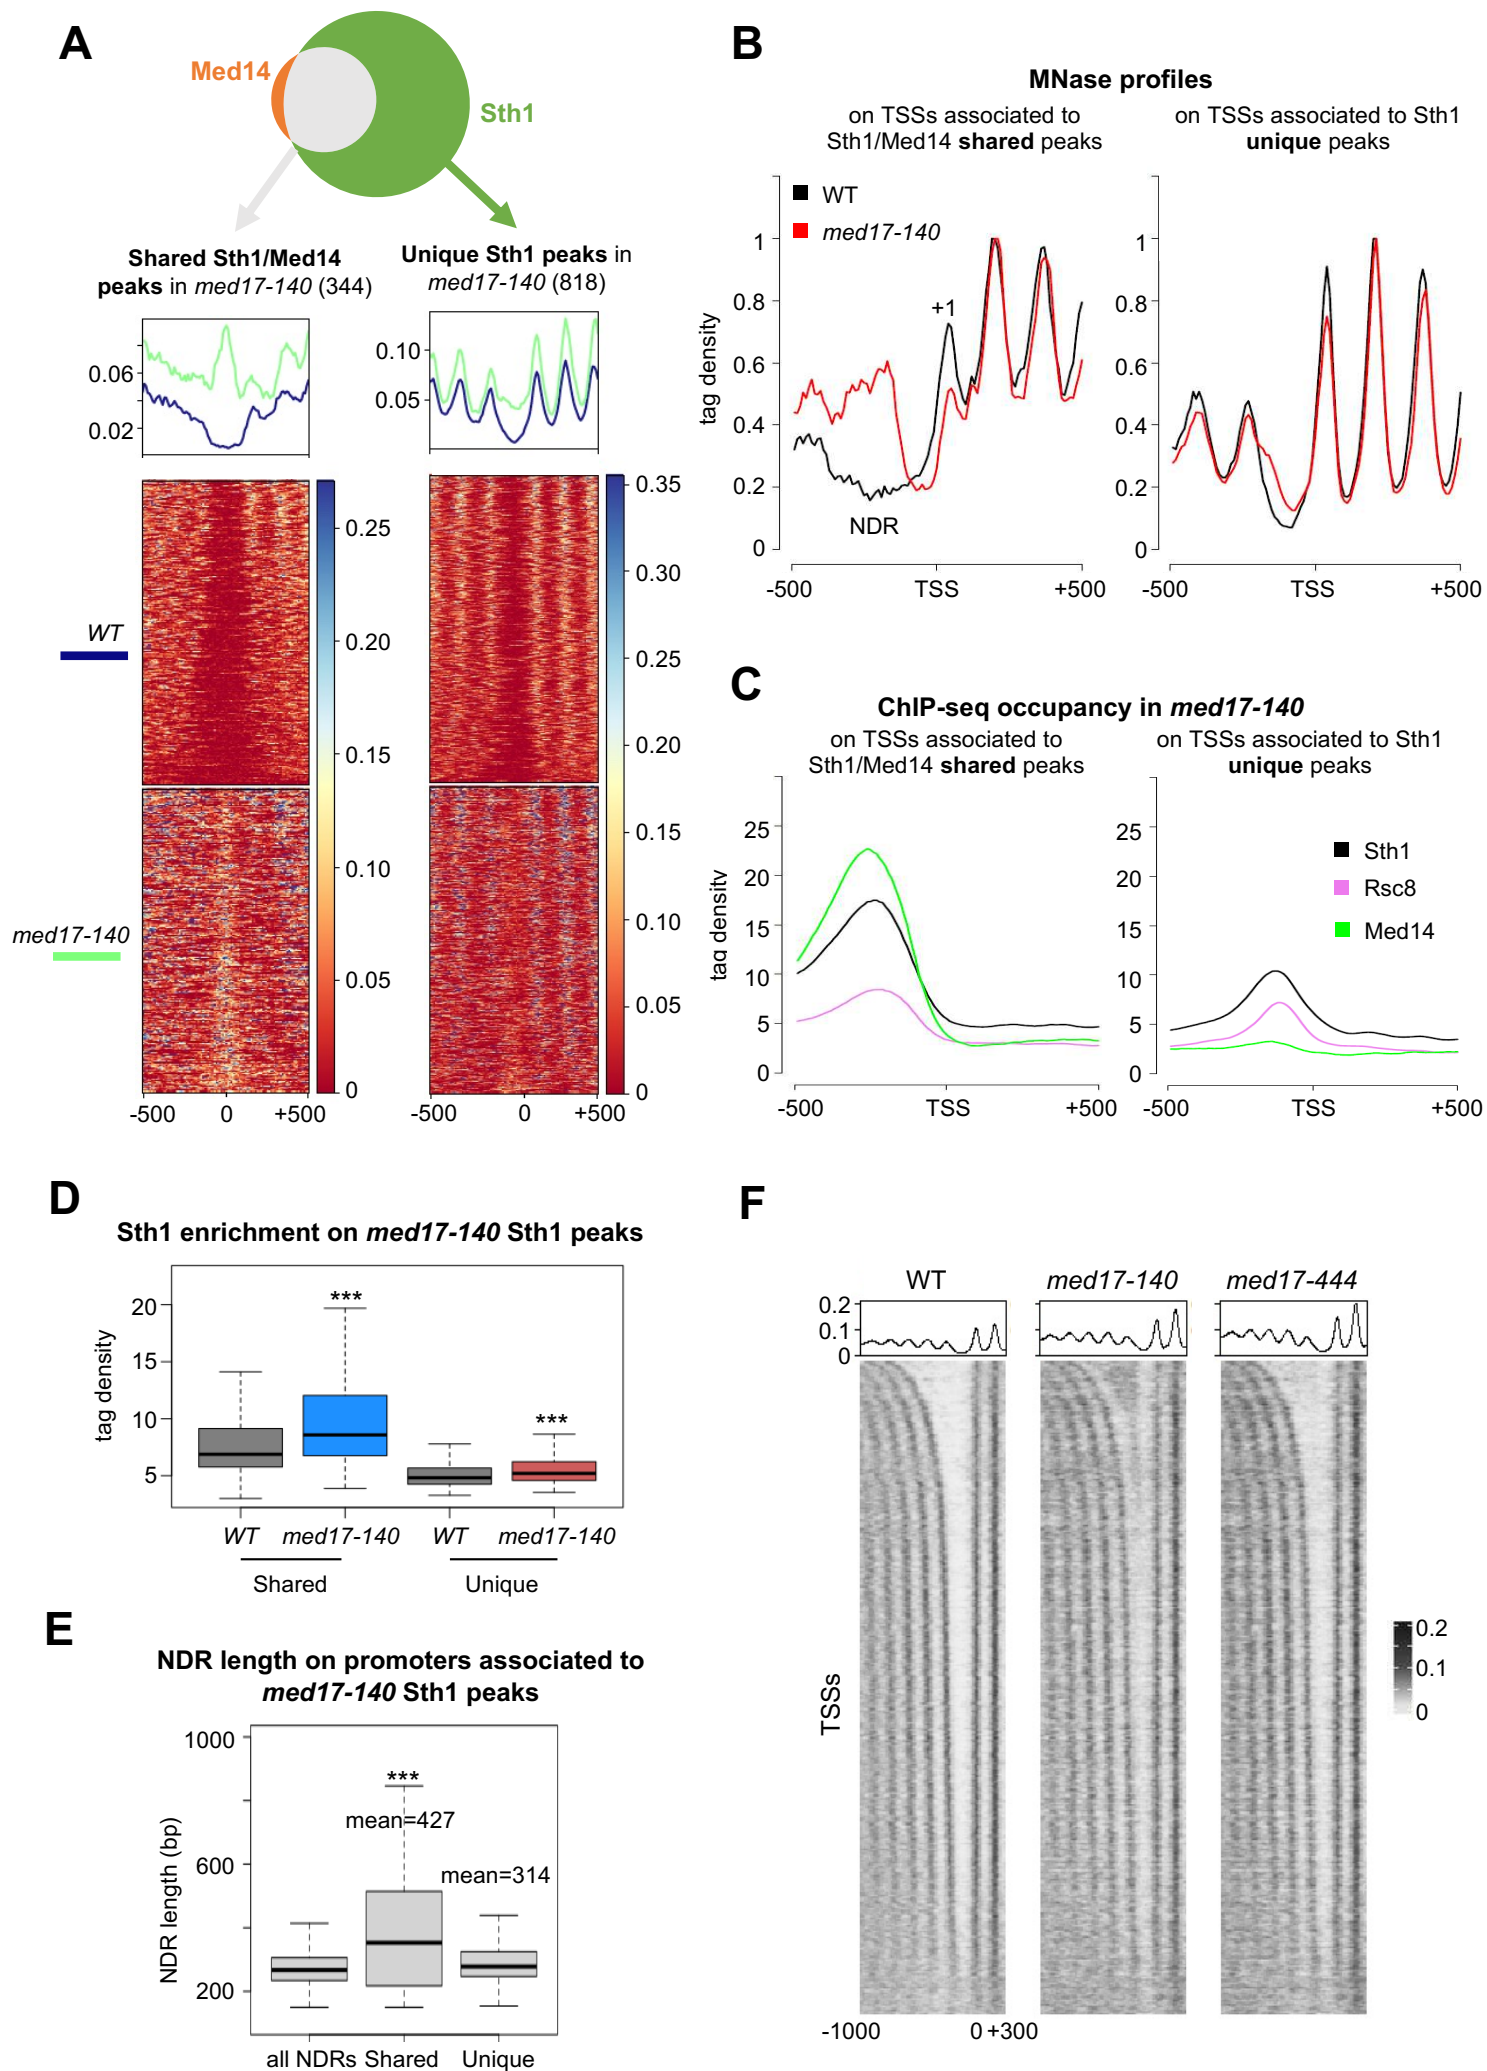 A
Med14
Sth1
Shared Sth1/Med14
peaks in med17-140 (344)
Unique Sth1 peaks in
med17-140 (818)
0.06
0.02
0.10
0.05
WT
med17-140
0.25
0.20
0.15
0.10
0.05
0
0.35
0.30
0.25
0.20
0.15
0.10
0.05
0
-500 0 +500
-500 0 +500
B
MNase profiles
on TSSs associated to
Sth1/Med14 shared peaks
on TSSs associated to Sth1
unique peaks
WT
med17-140
tag density
1
0.8
0.6
0.4
0.2
0
+1
NDR
-500 TSS +500
1
0.8
0.6
0.4
0.2
0
-500 TSS +500
C
ChIP-seq occupancy in med17-140
on TSSs associated to
Sth1/Med14 shared peaks
on TSSs associated to Sth1
unique peaks
tag density
25
20
15
10
5
0
-500 TSS +500
25
20
15
10
5
0
Sth1
Rsc8
Med14
-500 TSS +500
D
Sth1 enrichment on med17-140 Sth1 peaks
tag density
20
15
10
5
***
***
WT med17-140 WT med17-140
Shared Unique
E
NDR length on promoters associated to
med17-140 Sth1 peaks
NDR length (bp)
1000
600
200
***
mean=427
mean=314
all NDRs Shared Unique
F
WT med17-140 med17-444
0.2
0.1
0
TSSs
0.2
0.1
0
-1000 0 +300